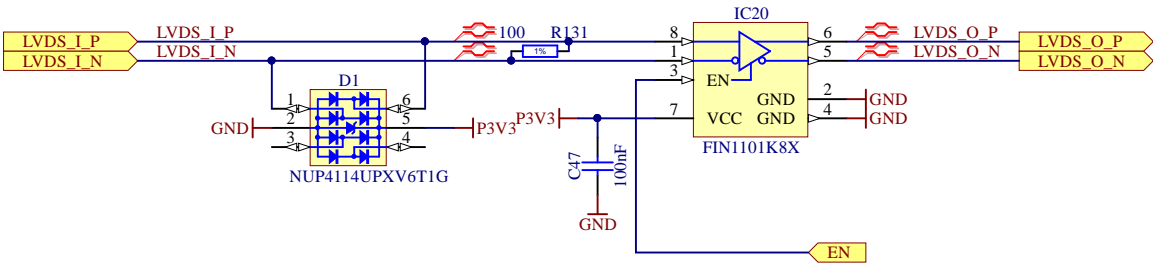 IC20
LVDS_I_P
LVDS_I_P
100
R131
8
6
LVDS_O_P
LVDS_O_P
LVDS_I_N
LVDS_I_N
1%
1
5
LVDS_O_N
LVDS_O_N
3
EN
D1
1
6
2
GND
GND
GND
2
5
P3V3
P3V3
7
VCC
GND
4
GND
3
4
FIN1101K8X
NUP4114UPXV6T1G
C47
100nF
GND
EN